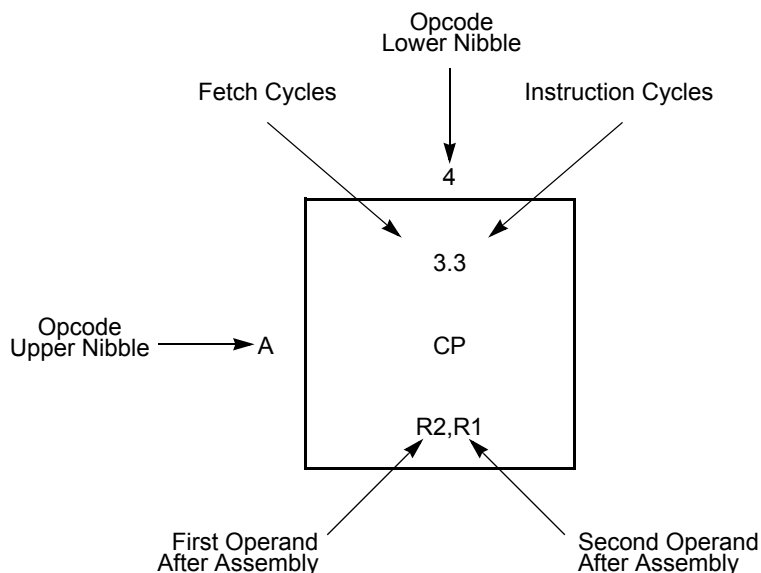 Opcode
Lower Nibble
Fetch Cycles
Instruction Cycles
4
3.3
Opcode
Upper Nibble
A
CP
R2,R1
First Operand
After Assembly
Second Operand
After Assembly